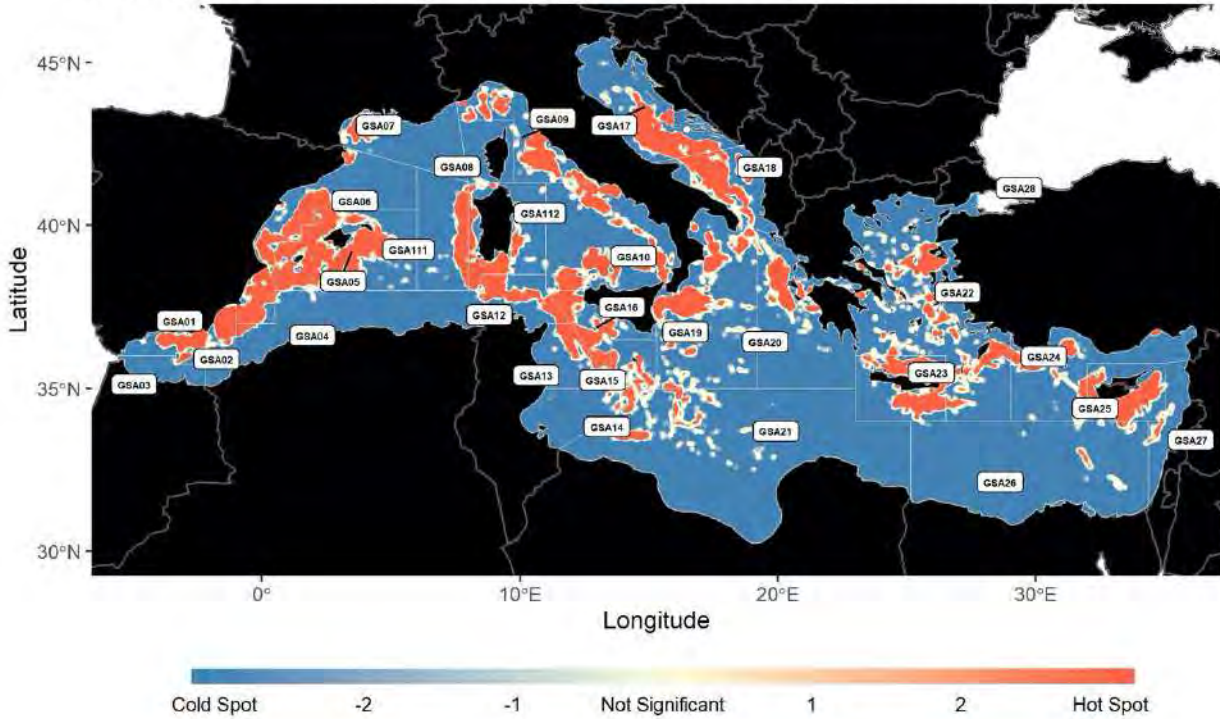 45°N
40°N
35°N
30°N
Latitude
GSA07
GSA09
GSA17
GSA08
GSA18
GSA28
GSA06
GSA112
GSA111
GSA10
GSA05
GSA22
GSA16
GSA01
GSA12
GSA19
GSA04
GSA20
GSA02
GSA24
GSA03
GSA13
GSA15
GSA23
GSA25
GSA14
GSA21
GSA27
GSA26
0°
10°E
20°E
30°E
Longitude
Cold Spot -2 -1 Not Significant 1 2 Hot Spot